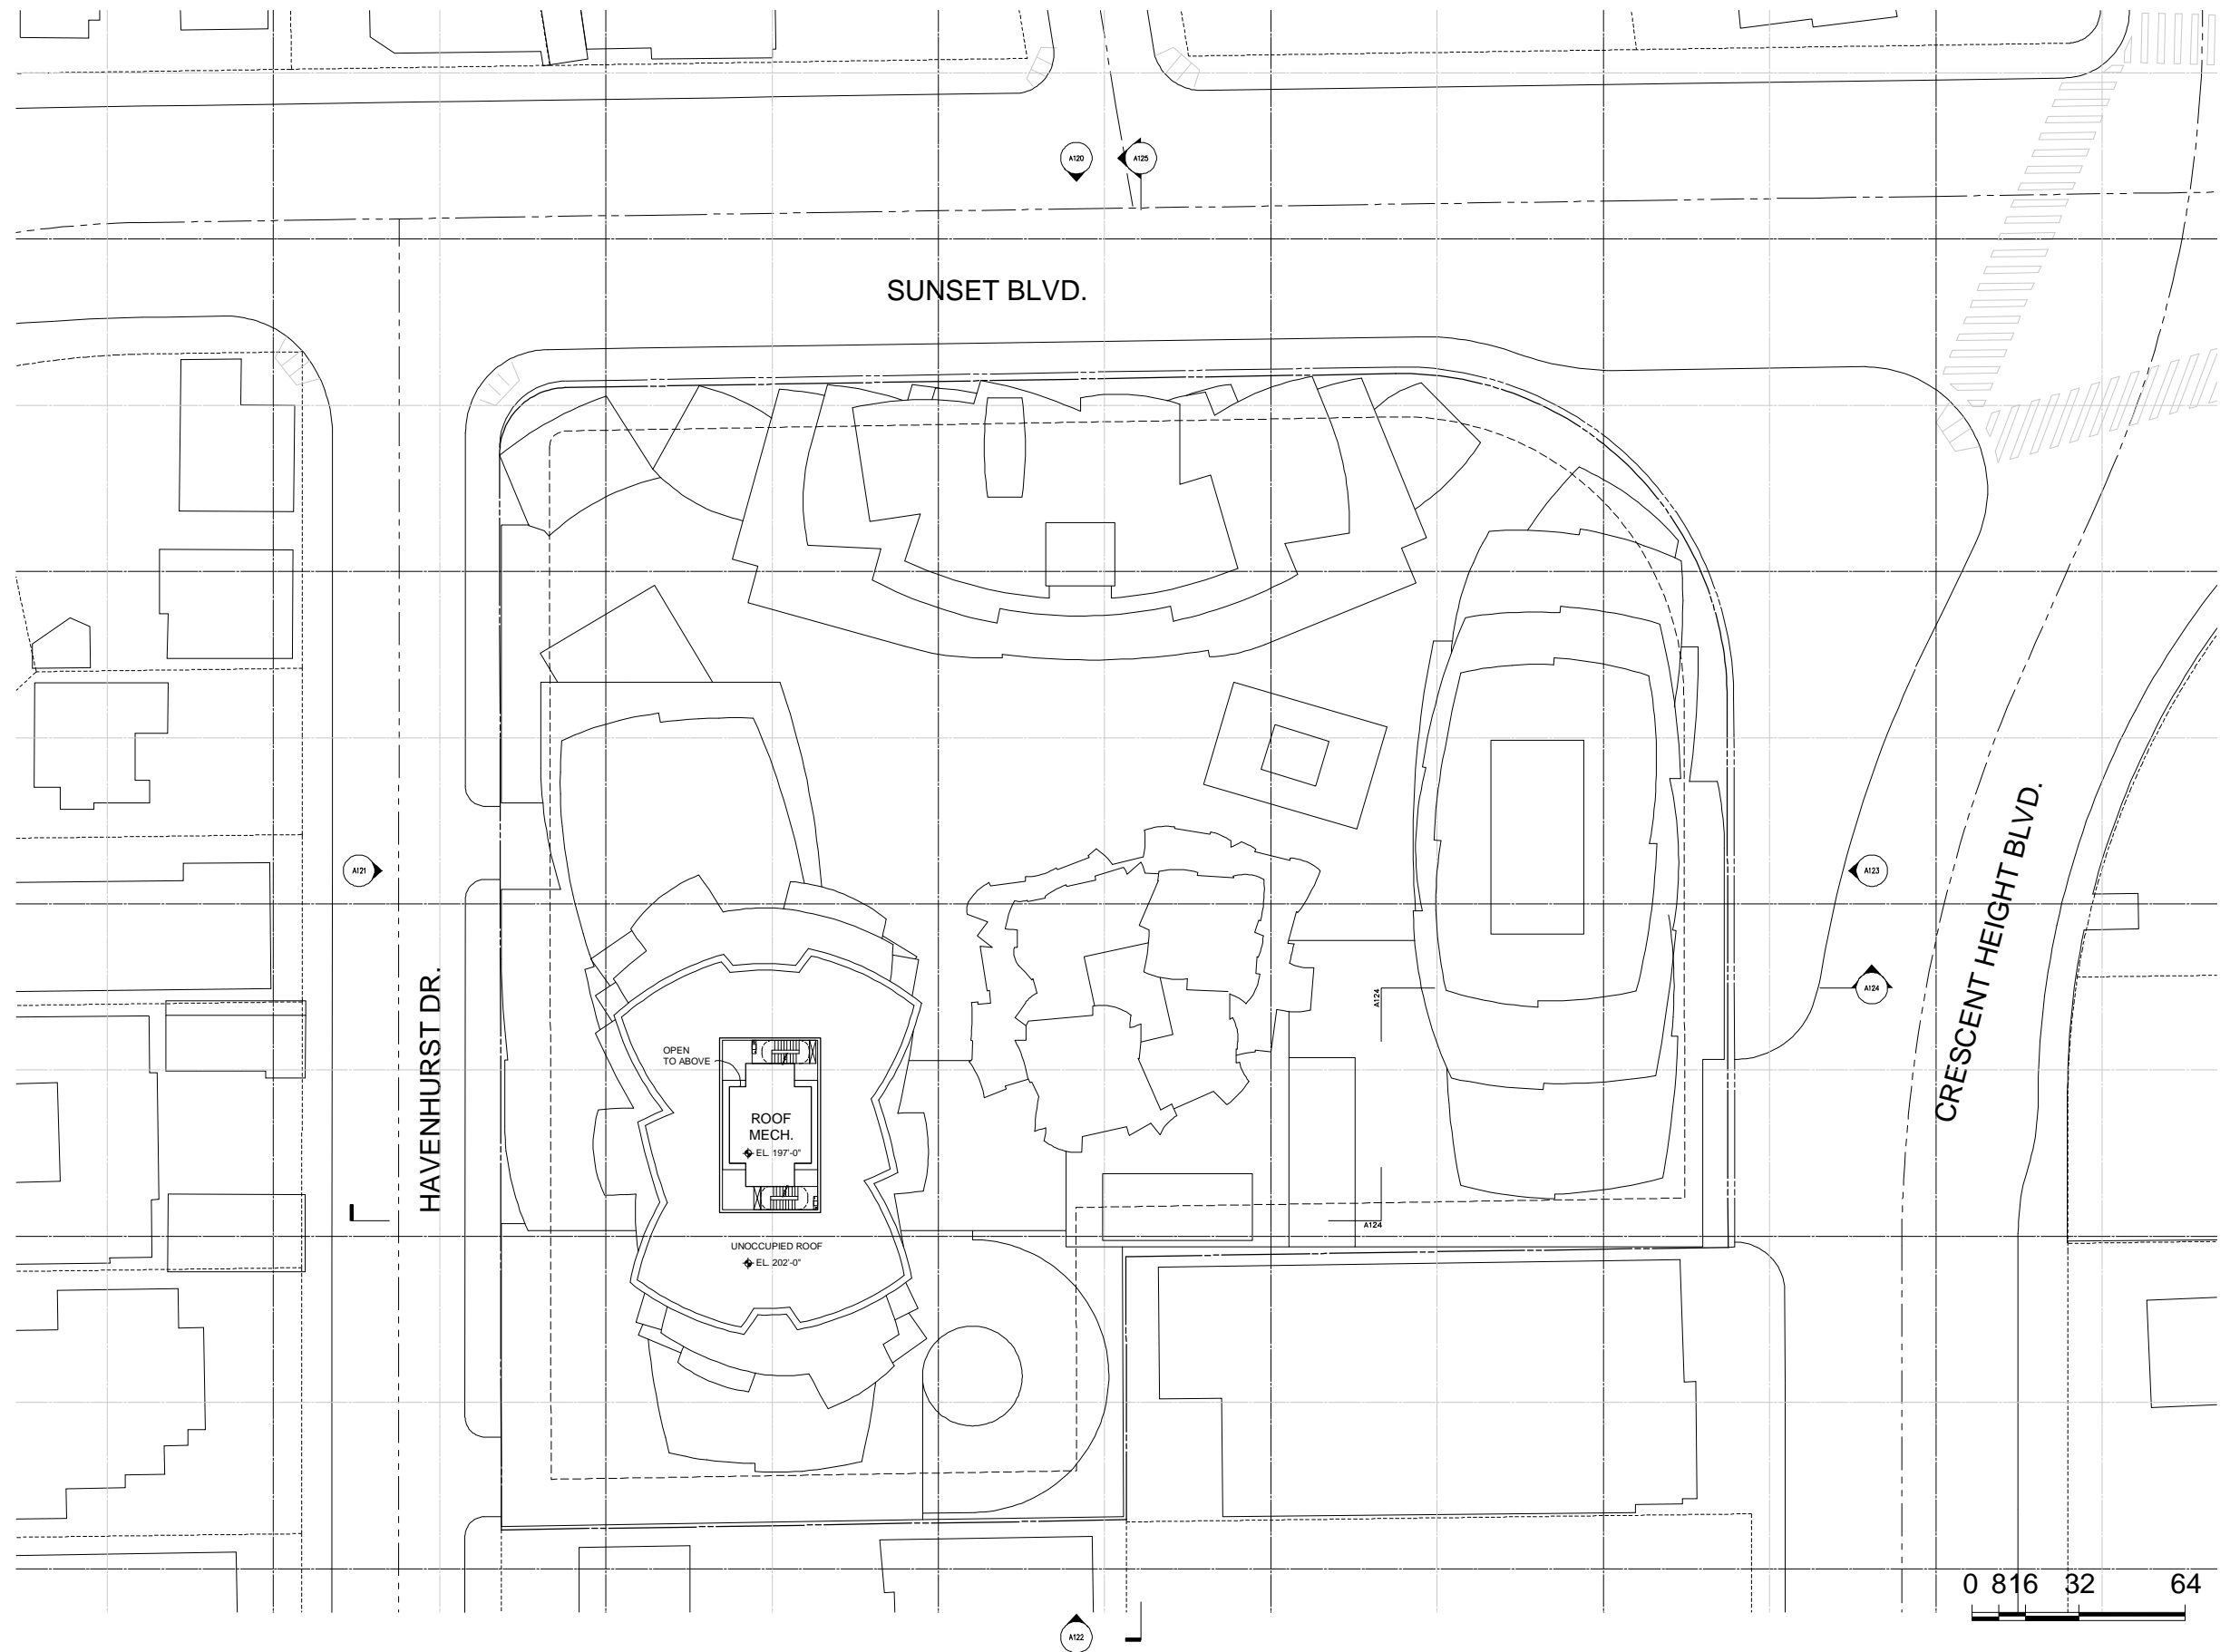 A120
A125
SUNSET BLVD.
A121
A123
HAVENHURST DR.
CRESCENT HEIGHT BLVD.
A124
A124
OPEN
TO ABOVE
ROOF
MECH.
EL. 197'-0"
A124
UNOCCUPIED ROOF
EL. 202'-0"
0 8 16 32 64
A122